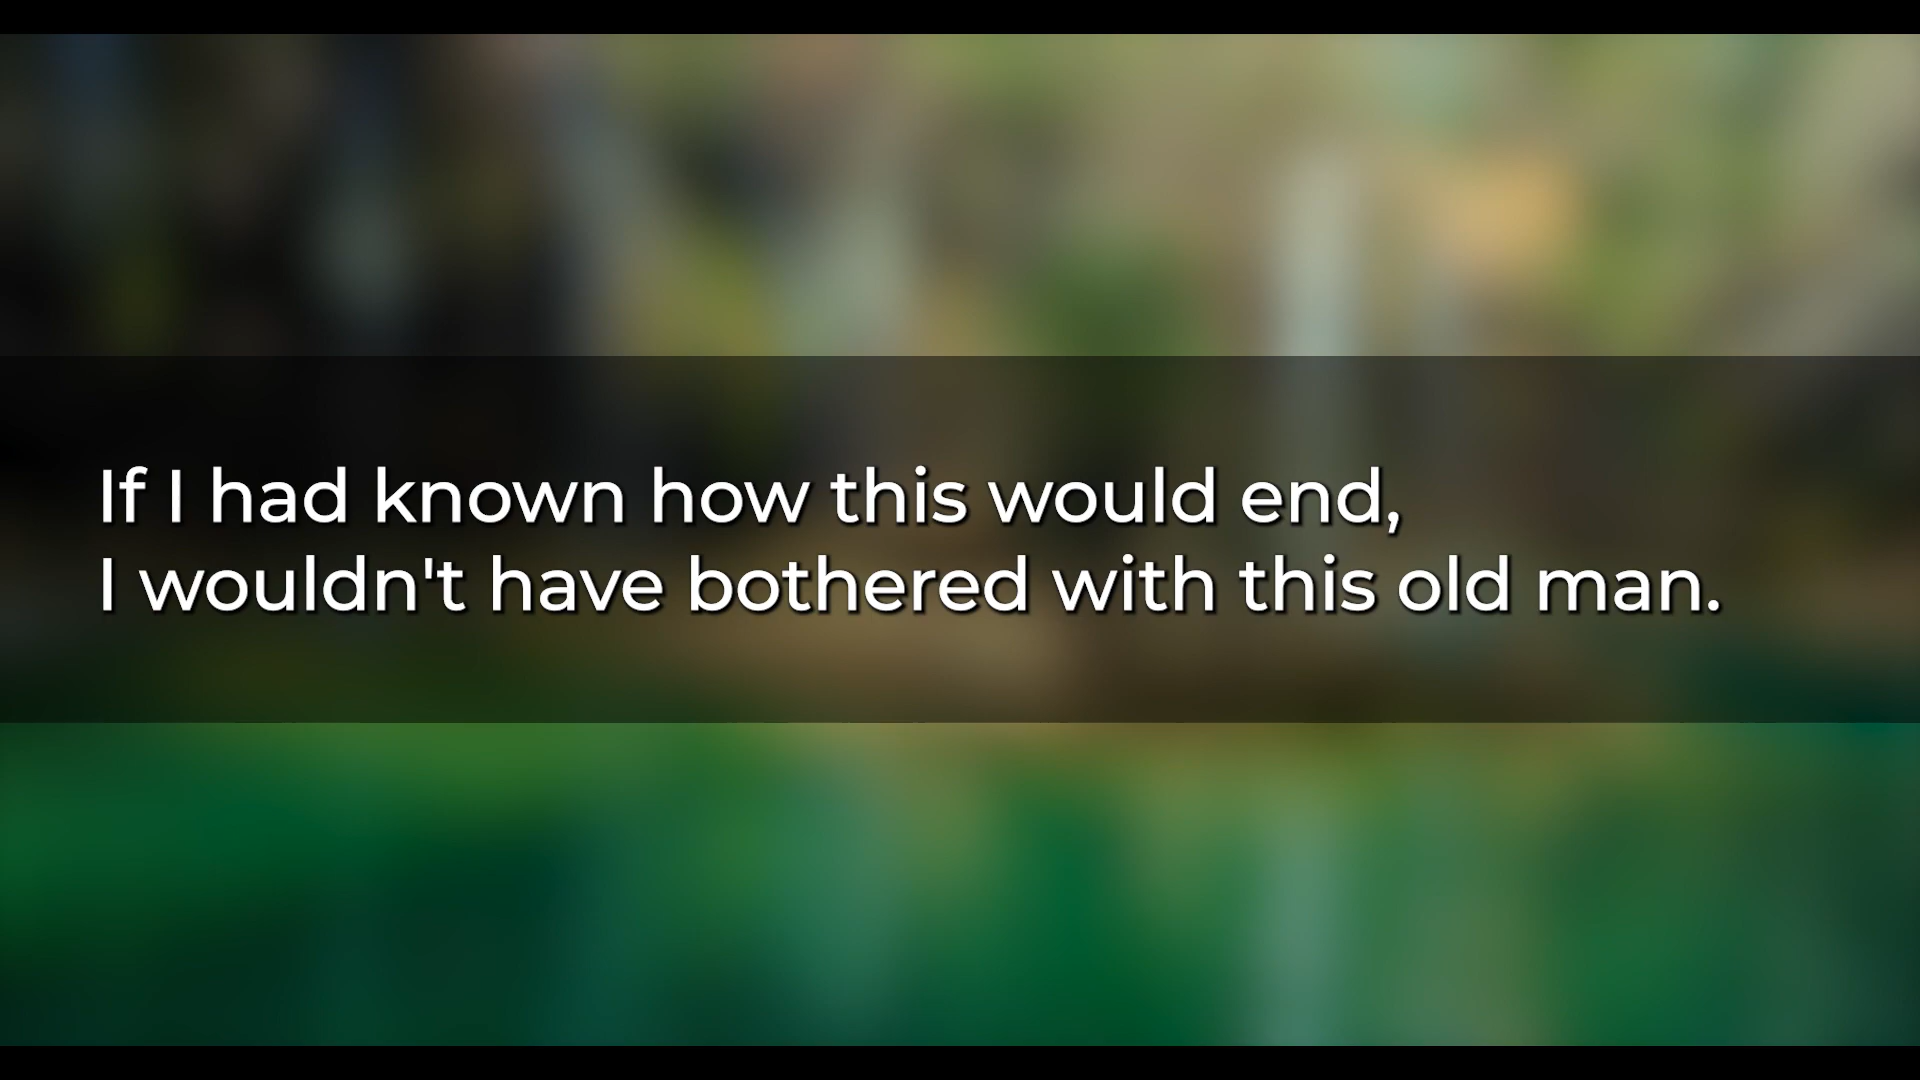 If I had known how this would end,
I wouldn't have bothered with this old man.